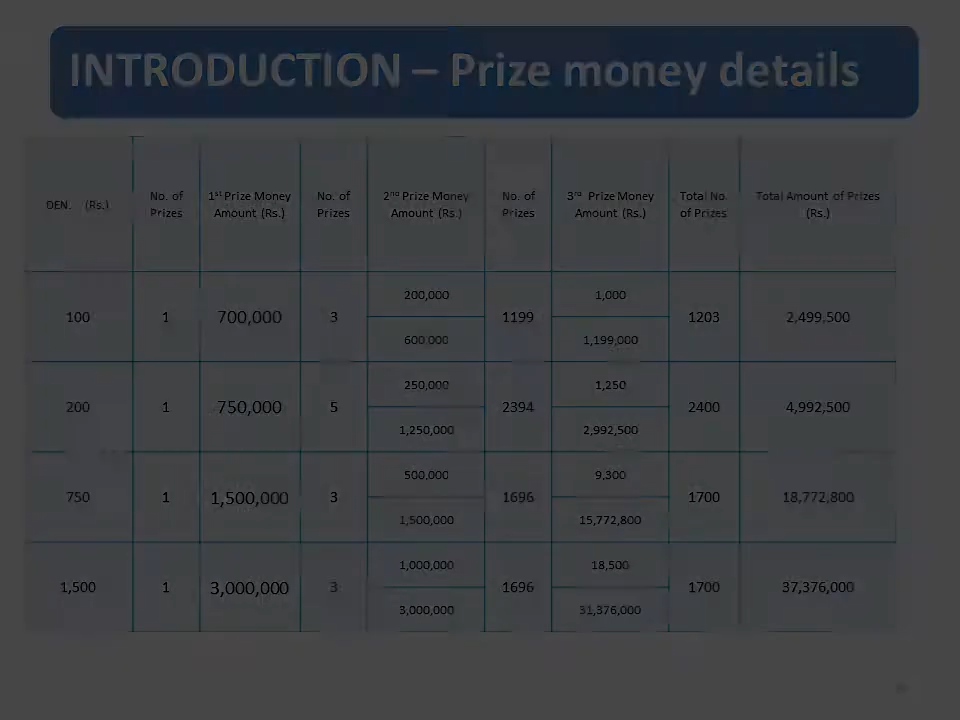 INTRODUCTION – Prize money details
DEN. (Rs.) No. of Prizes 1st Prize Money Amount (Rs.) No. of Prizes 2nd Prize Money Amount (Rs.) No. of Prizes 3rd Prize Money Amount (Rs.) Total No. of Prizes Total Amount of Prizes (Rs.)
100 1 700,000 3 200,000 600,000 1199 1,000 1,199,000 1203 2,499,500
200 1 750,000 5 250,000 1,250,000 2394 1,250 2,992,500 2400 4,992,500
750 1 1,500,000 3 500,000 1,500,000 1696 9,300 15,772,800 1700 18,772,800
1,500 1 3,000,000 3 1,000,000 3,000,000 1696 18,500 31,376,000 1700 37,376,000